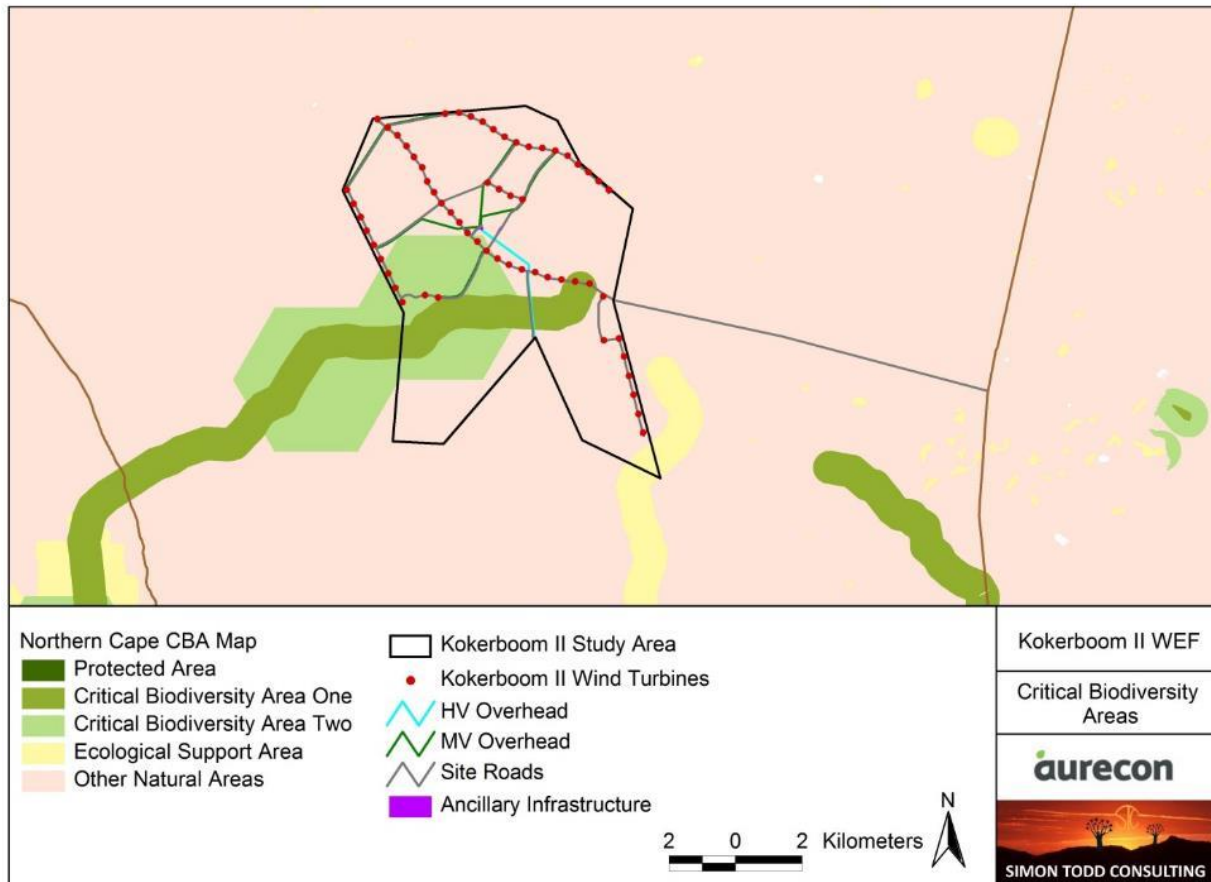 Northern Cape CBA Map
Protected Area
Critical Biodiversity Area One
Critical Biodiversity Area Two
Ecological Support Area
Other Natural Areas
Kokerboom II Study Area
Kokerboom II Wind Turbines
HV Overhead
MV Overhead
Site Roads
Ancillary Infrastructure
2 0 2 Kilometers
N
Kokerboom II WEF
Critical Biodiversity
Areas
aurecon
SIMON TODD CONSULTING